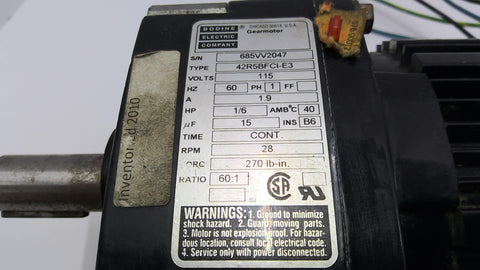 BODINE
ELECTRIC
COMPANY
®
CHICAGO 60618, U.S.A.
Gearmotor
S/N 685VV2047
TYPE 42R5BFCI-E3
VOLTS 115
HZ 60 PH 1 FF
A 1.9
HP 1/6 AMB°C 40
µF 15 INS B6
TIME CONT.
RPM 28
ORC 270 lb-in.
RATIO 60:1
SA ®
WARNINGS: 1. Ground to minimize
shock hazard. 2. Guard moving parts.
3. Motor is not explosion proof. For hazar-
dous location, consult local electrical code.
4. Service only with power disconnected.
2010